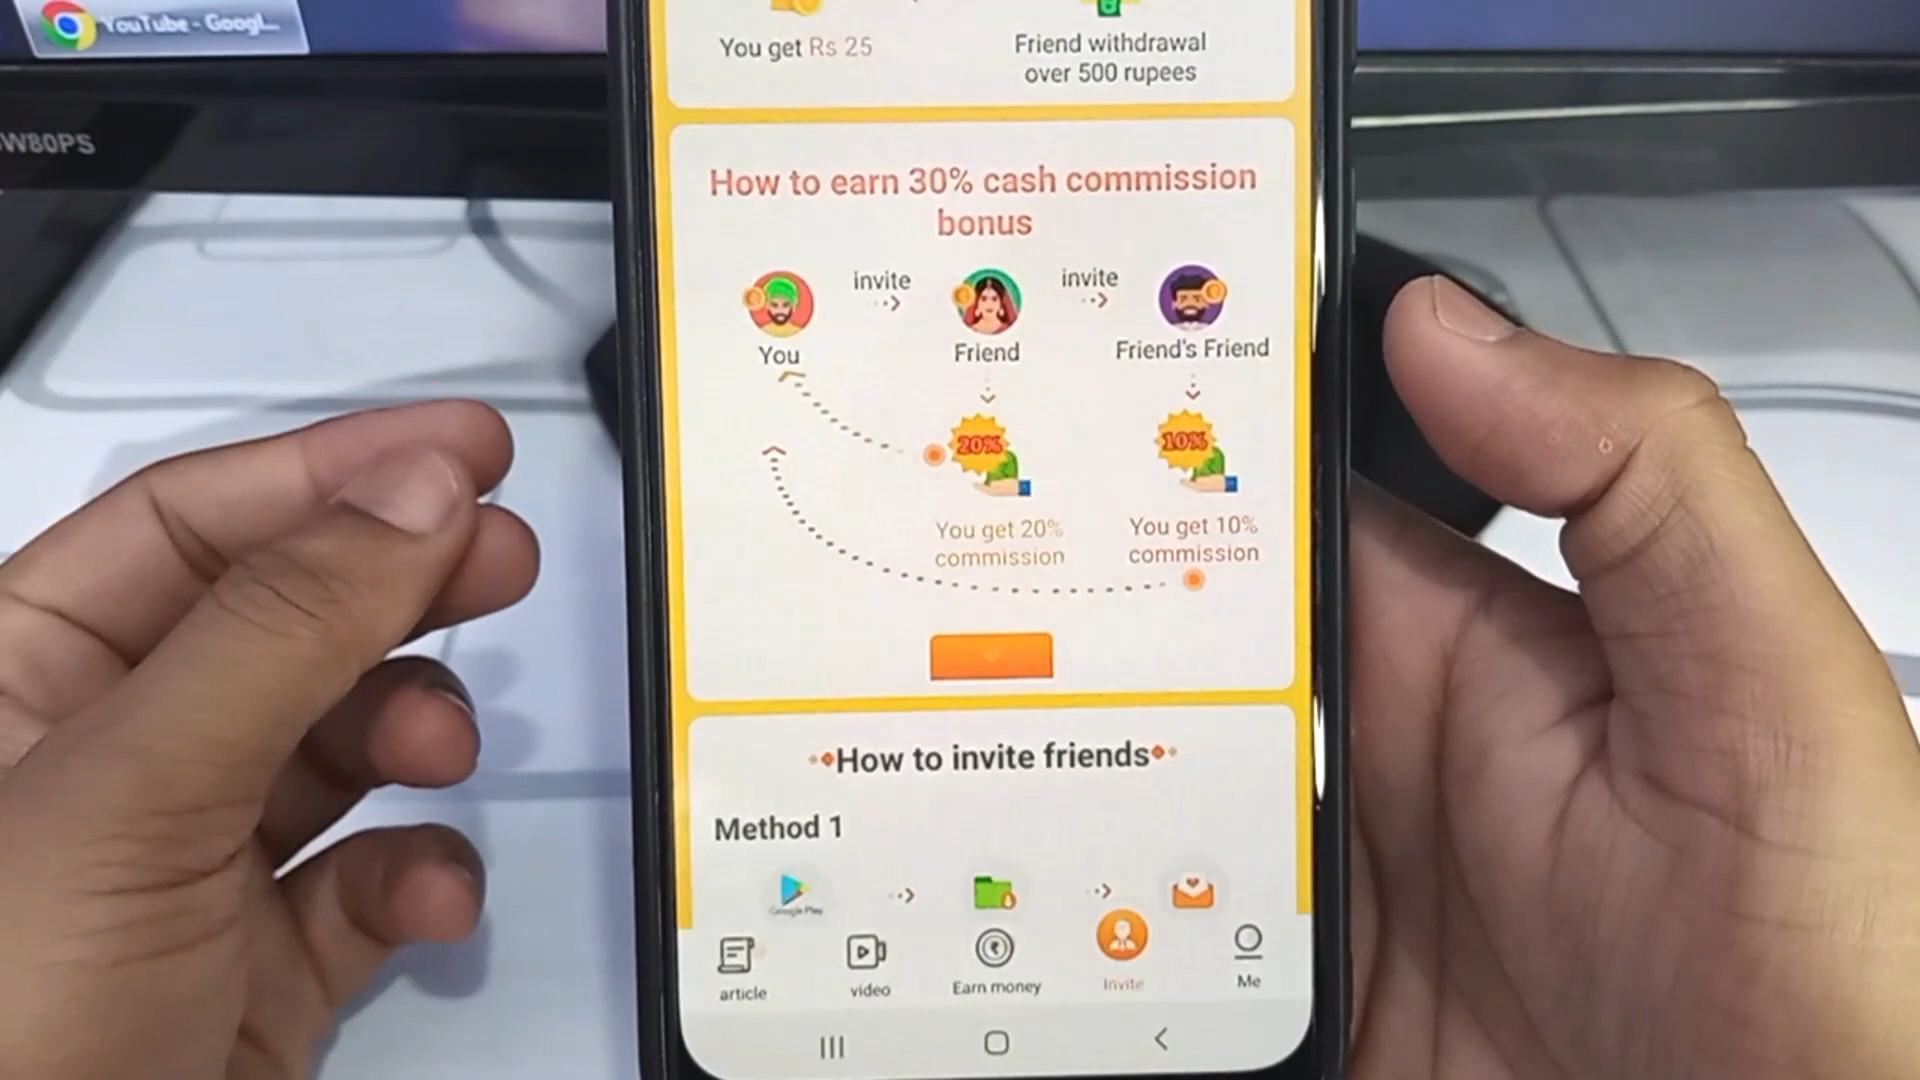 YouTube - Googl...
W80PS
You get Rs 25
Friend withdrawal
over 500 rupees
How to earn 30% cash commission
bonus
invite
invite
You
Friend
Friend's Friend
20%
10%
You get 20%
commission
You get 10%
commission
How to invite friends
Method 1
Google Play
article
video
Earn money
Invite
Me